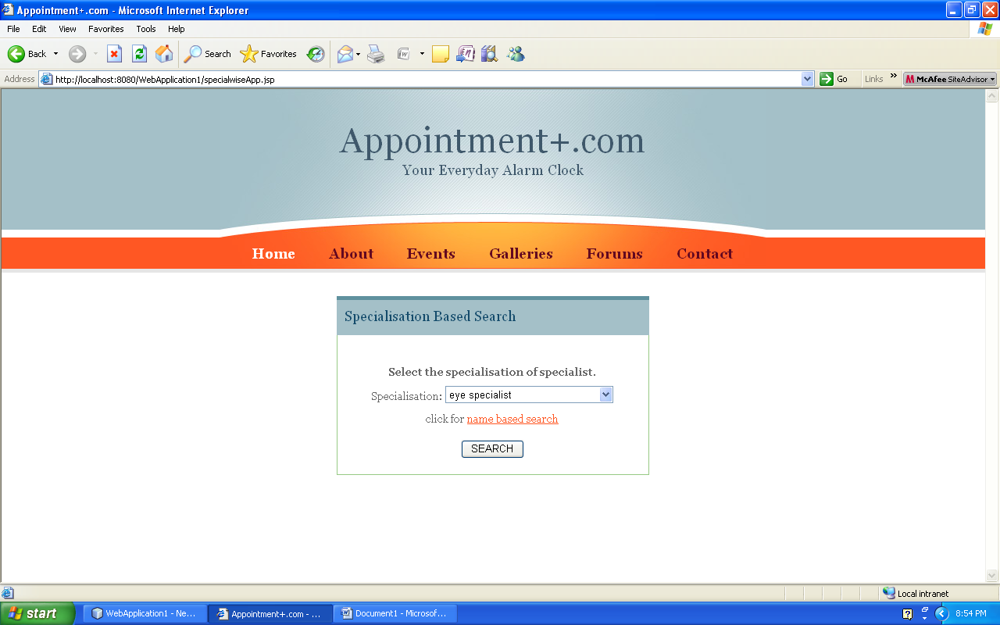 Appointment+.com - Microsoft Internet Explorer
File Edit View Favorites Tools Help
Back Search Favorites
Address http://localhost:8080/WebApplication1/specialwiseApp.jsp Go Links » McAfee SiteAdvisor
Appointment+.com
Your Everyday Alarm Clock
Home About Events Galleries Forums Contact
Specialisation Based Search
Select the specialisation of specialist.
Specialisation: eye specialist
click for name based search
SEARCH
Local intranet
start WebApplication1 - Ne... Appointment+.com - ... Document1 - Microsof... 8:54 PM